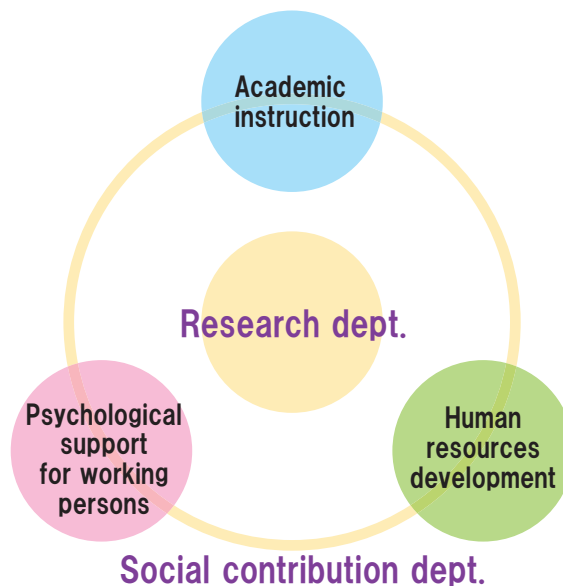 Academic
instruction
Research dept.
Psychological
support
for working
persons
Human
resources
development
Social contribution dept.